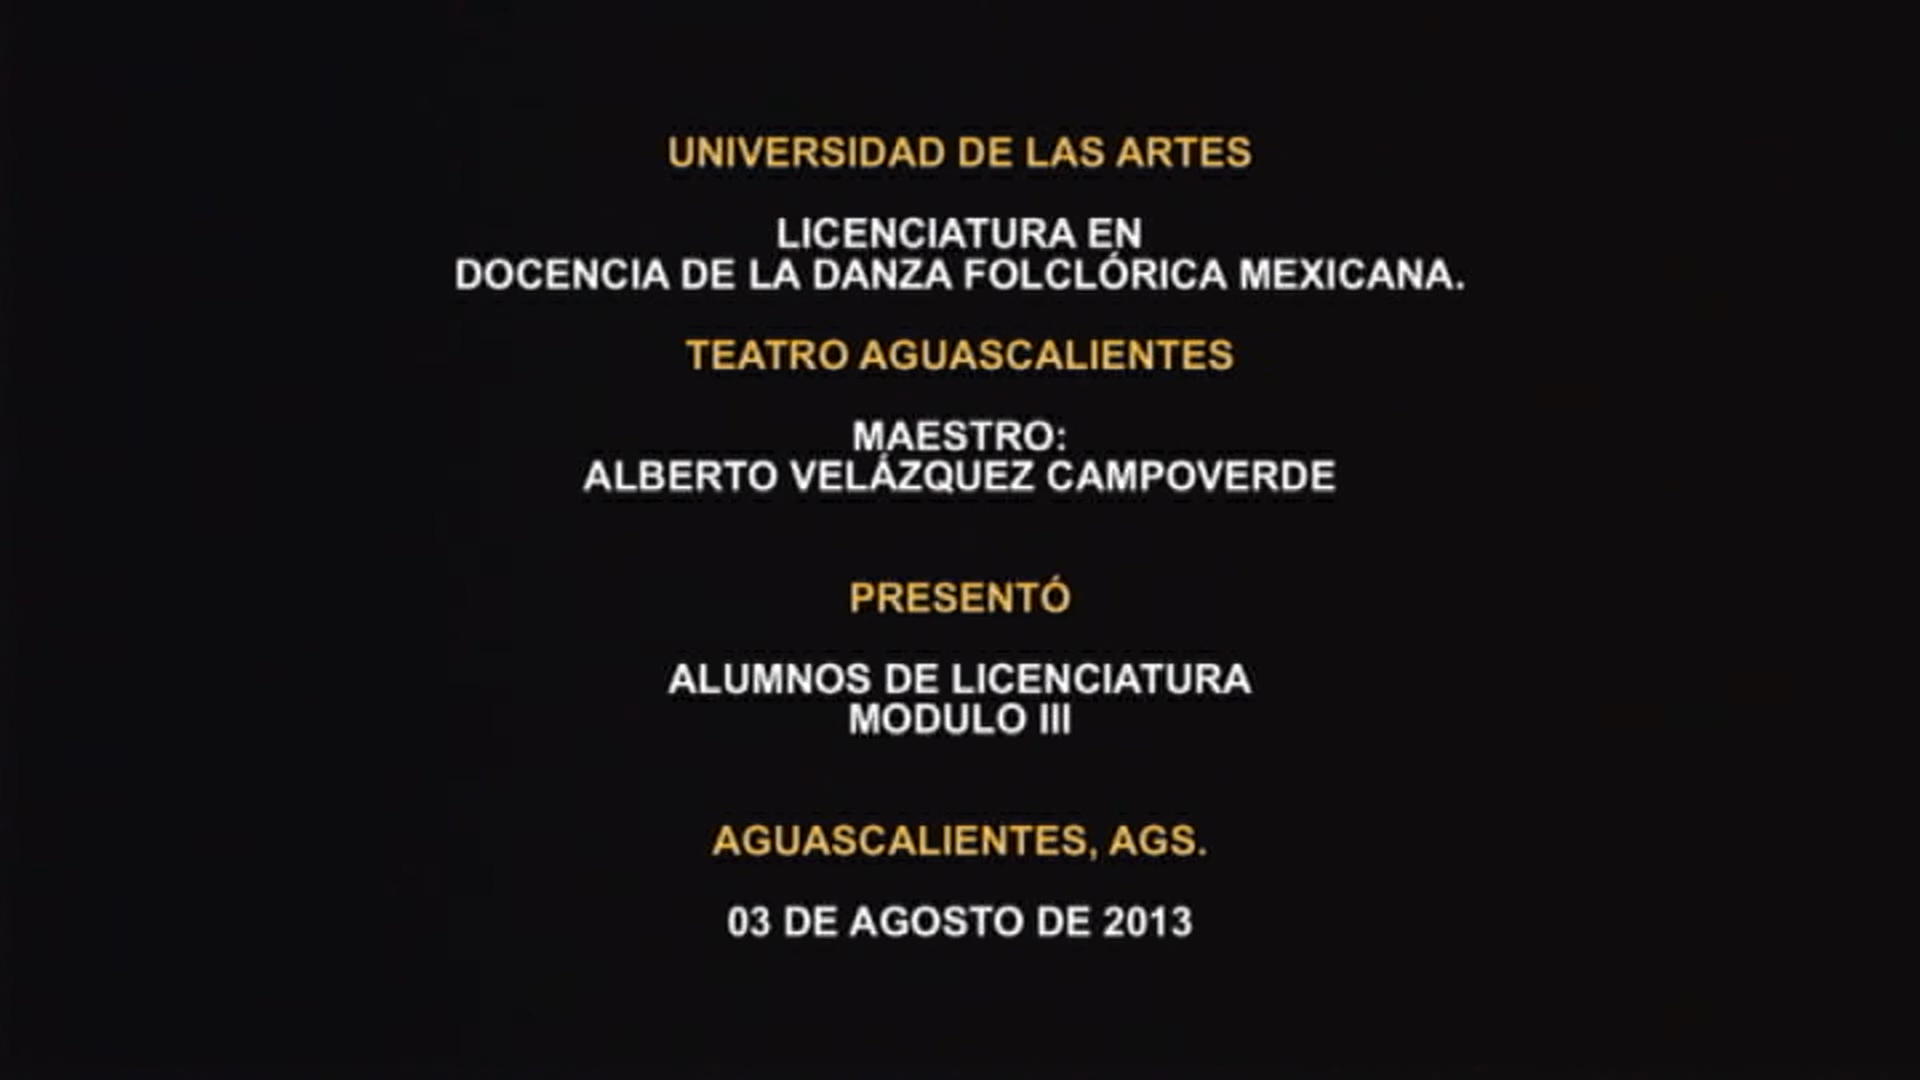 UNIVERSIDAD DE LAS ARTES
LICENCIATURA EN
DOCENCIA DE LA DANZA FOLCLÓRICA MEXICANA.
TEATRO AGUASCALIENTES
MAESTRO:
ALBERTO VELÁZQUEZ CAMPOVERDE
PRESENTÓ
ALUMNOS DE LICENCIATURA
MODULO III
AGUASCALIENTES, AGS.
03 DE AGOSTO DE 2013